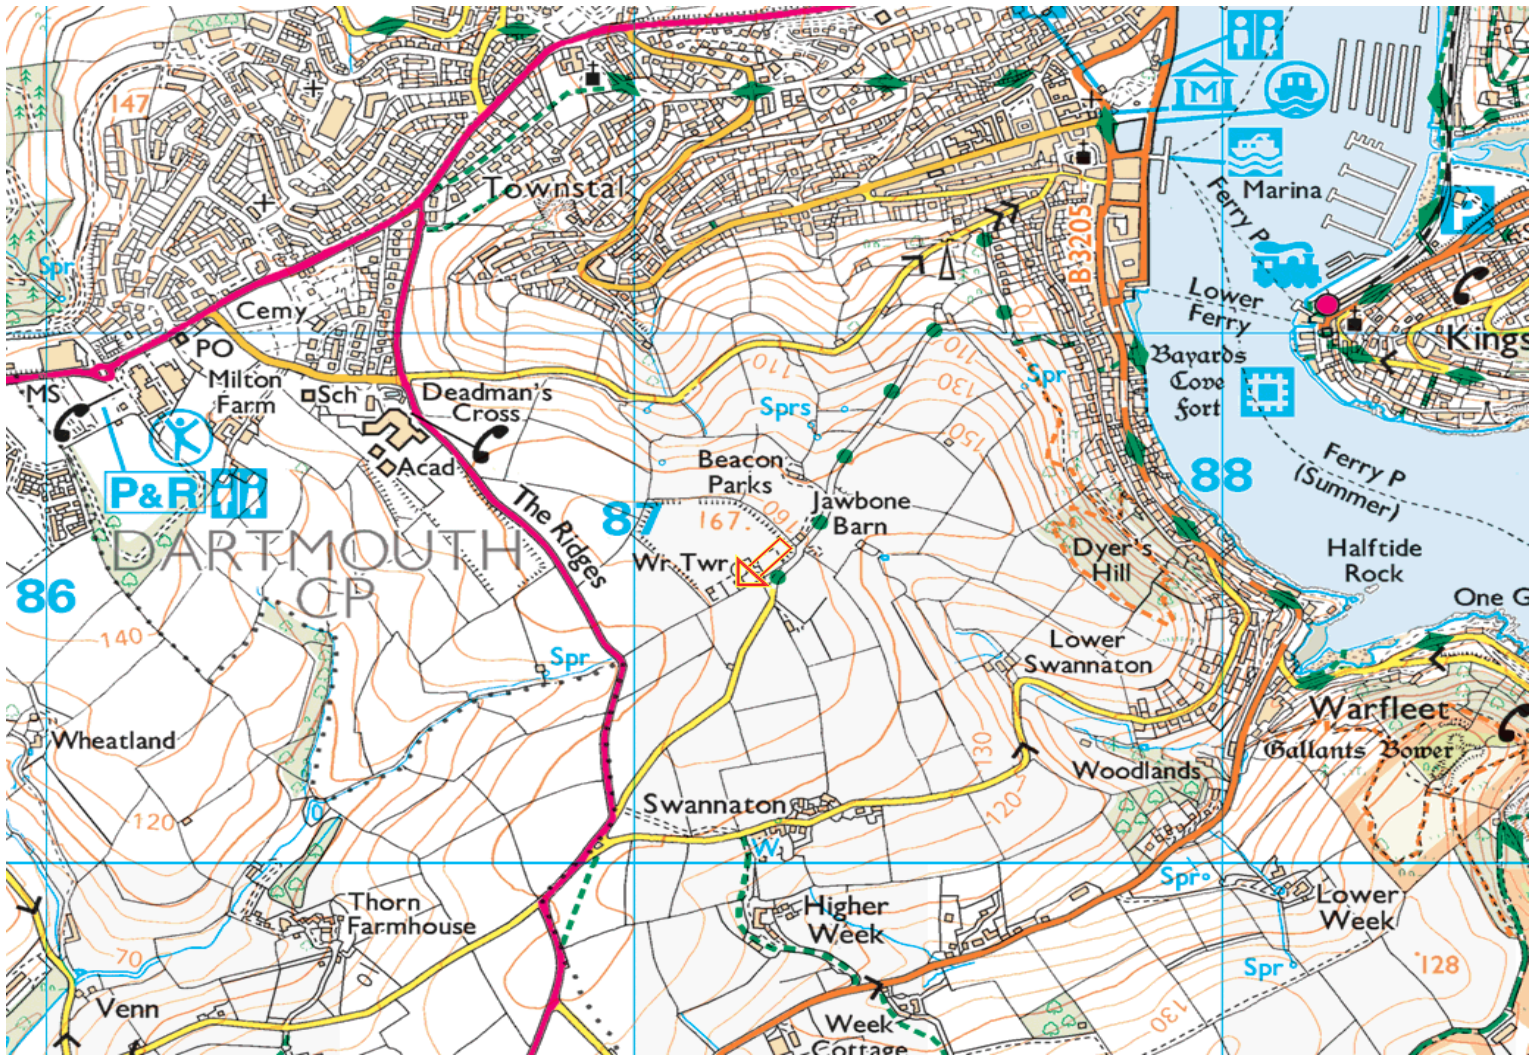 147
M
Marina
Ferry P
P
Townstal
B 3205
Spr
Cemy
Lower
Ferry
Kings
PO
MS
Milton
Farm
Sch
Deadman's
Cross
110
110
130
150
70
Spr
Sprs
Bayards
Cove
Fort
Acad
P&R
Beacon
Parks
Jawbone
Barn
The Ridges
87
88
167
160
Ferry P
(Summer)
DARTMOUTH
CP
Wr Twr
Dyer's
Hill
Halftide
Rock
One G
86
140
Spr
Lower
Swannaton
Warfleet
Gallants Bower
Wheatland
130
Woodlands
120
120
Swannaton
W
Spr
Thorn
Farmhouse
Higher
Week
Lower
Week
70
Spr
128
Venn
130
Week
Cottage